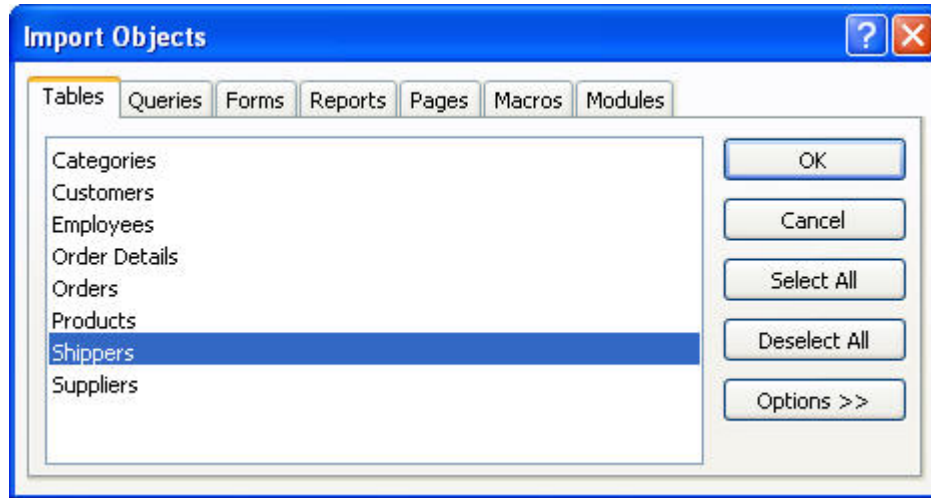 Import Objects
?
Tables Queries Forms Reports Pages Macros Modules
Categories
Customers
Employees
Order Details
Orders
Products
Shippers
Suppliers
OK
Cancel
Select All
Deselect All
Options >>